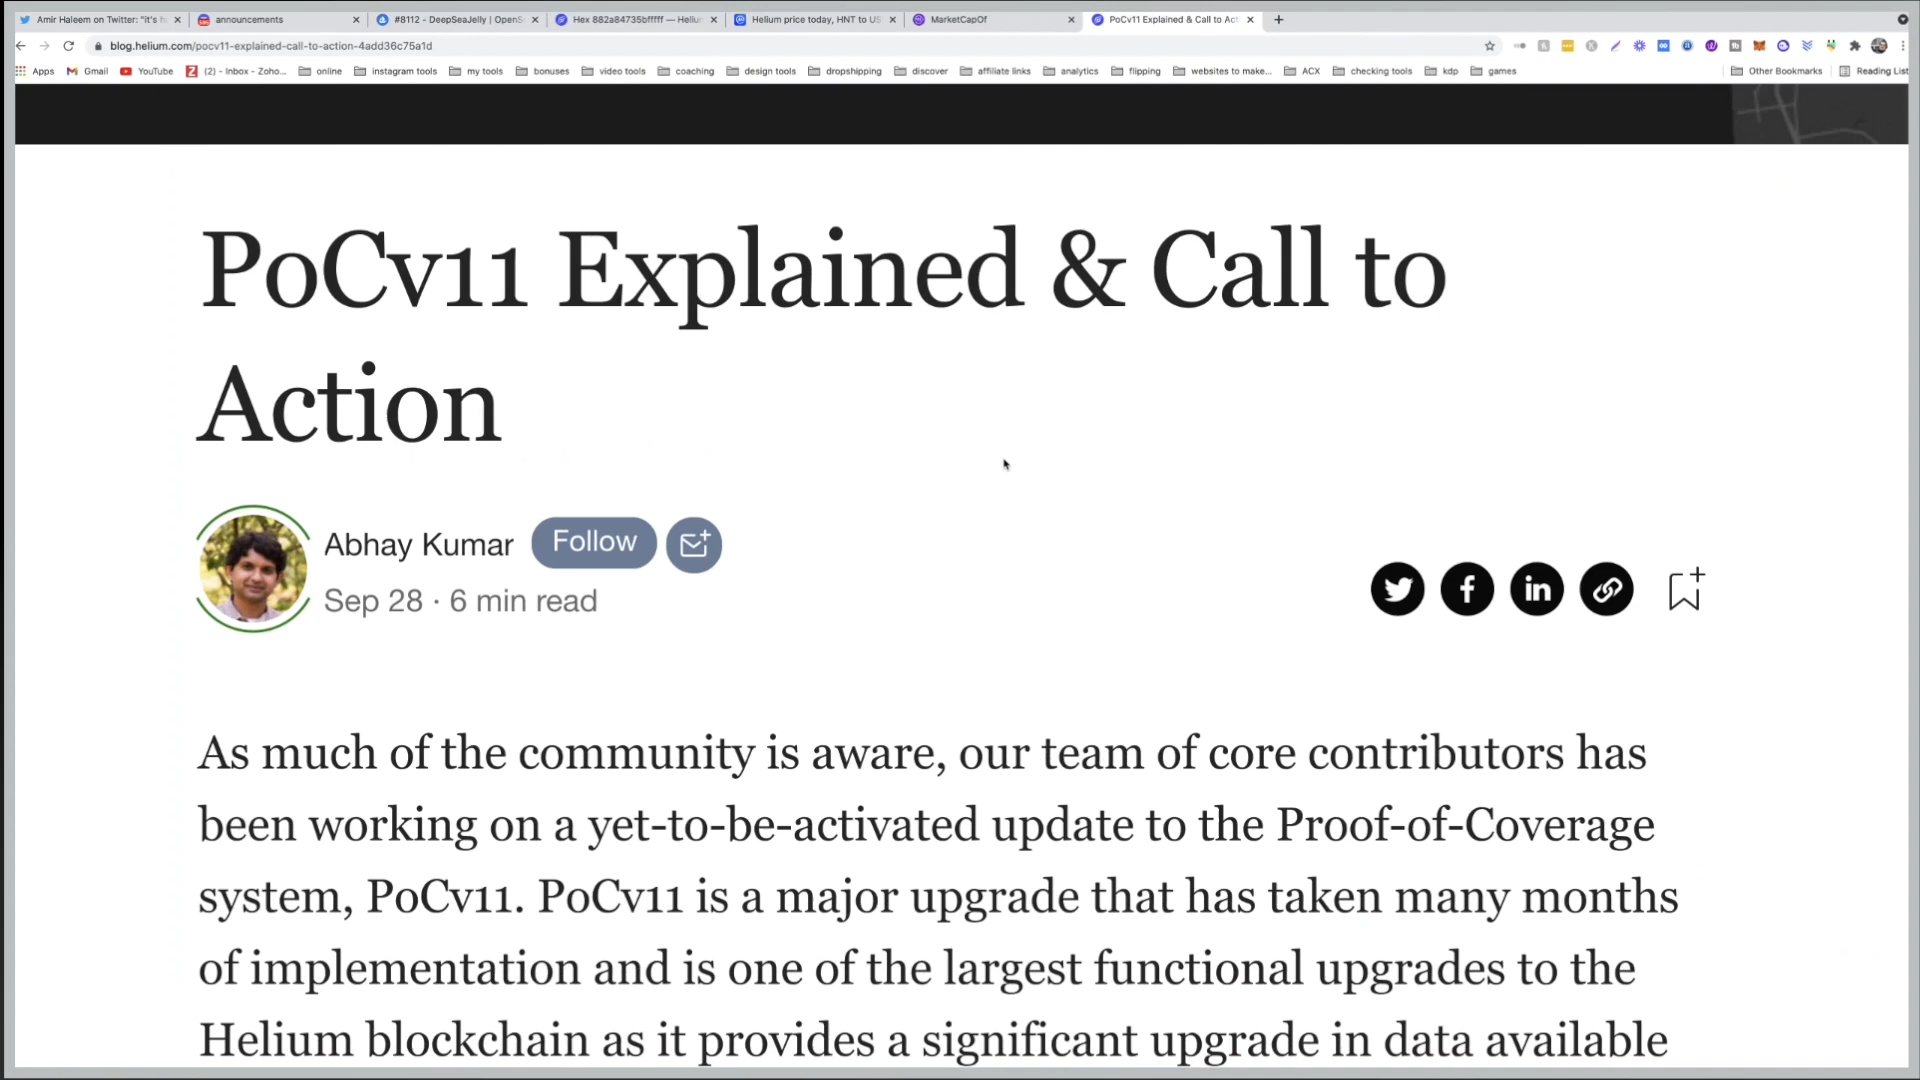 Amir Haleem on Twitter: "it's h
announcements
#8112 - DeepSeaJelly | OpenS
Hex 882a84735bfffff — Helium
Helium price today, HNT to US
MarketCapOf
PoCv11 Explained & Call to Act
blog.helium.com/pocv11-explained-call-to-action-4add36c75a1d
Apps Gmail YouTube (2) - Inbox - Zoho... online instagram tools my tools bonuses video tools coaching design tools dropshipping discover affiliate links analytics flipping websites to make... ACX checking tools kdp games Other Bookmarks Reading List
PoCv11 Explained & Call to
Action
Abhay Kumar Follow
Sep 28 · 6 min read
As much of the community is aware, our team of core contributors has
been working on a yet-to-be-activated update to the Proof-of-Coverage
system, PoCv11. PoCv11 is a major upgrade that has taken many months
of implementation and is one of the largest functional upgrades to the
Helium blockchain as it provides a significant upgrade in data available